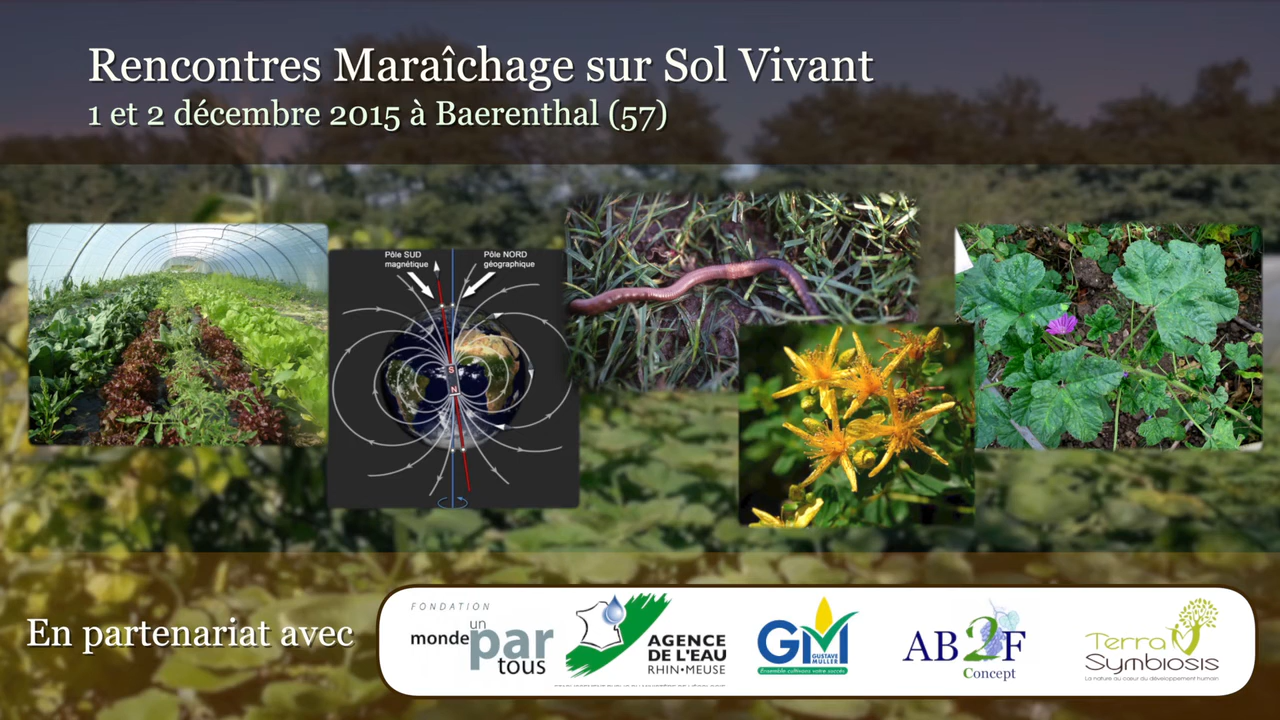 Rencontres Maraîchage sur Sol Vivant
1 et 2 décembre 2015 à Baerenthal (57)
Pôle SUD
magnétique
Pôle NORD
géographique
S
N
En partenariat avec
FONDATION
un
monde par
tous
AGENCE
DE L'EAU
RHIN•MEUSE
GM
GUSTAVE
MULLER
Ensemble cultivons votre succès
AB2F
Concept
Terra
Symbiosis
La nature au cœur du développement humain